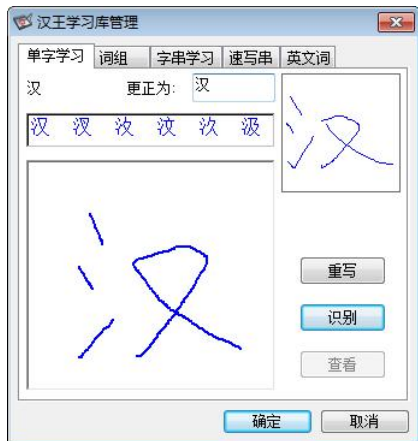 汉王学习库管理
单字学习 词组 字串学习 速写串 英文词
汉 更正为: 汉
汉 汊 汝 汶 汣 汲
汉
汉
重写
识别
查看
确定 取消